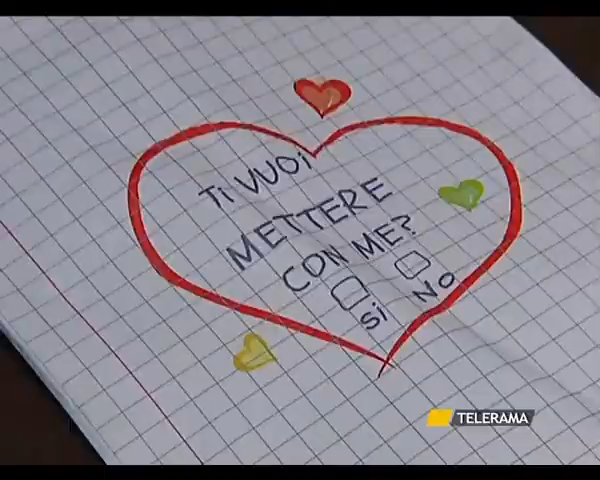 Ti VUOi
METTERE
CON ME?
Si No
TELERAMA